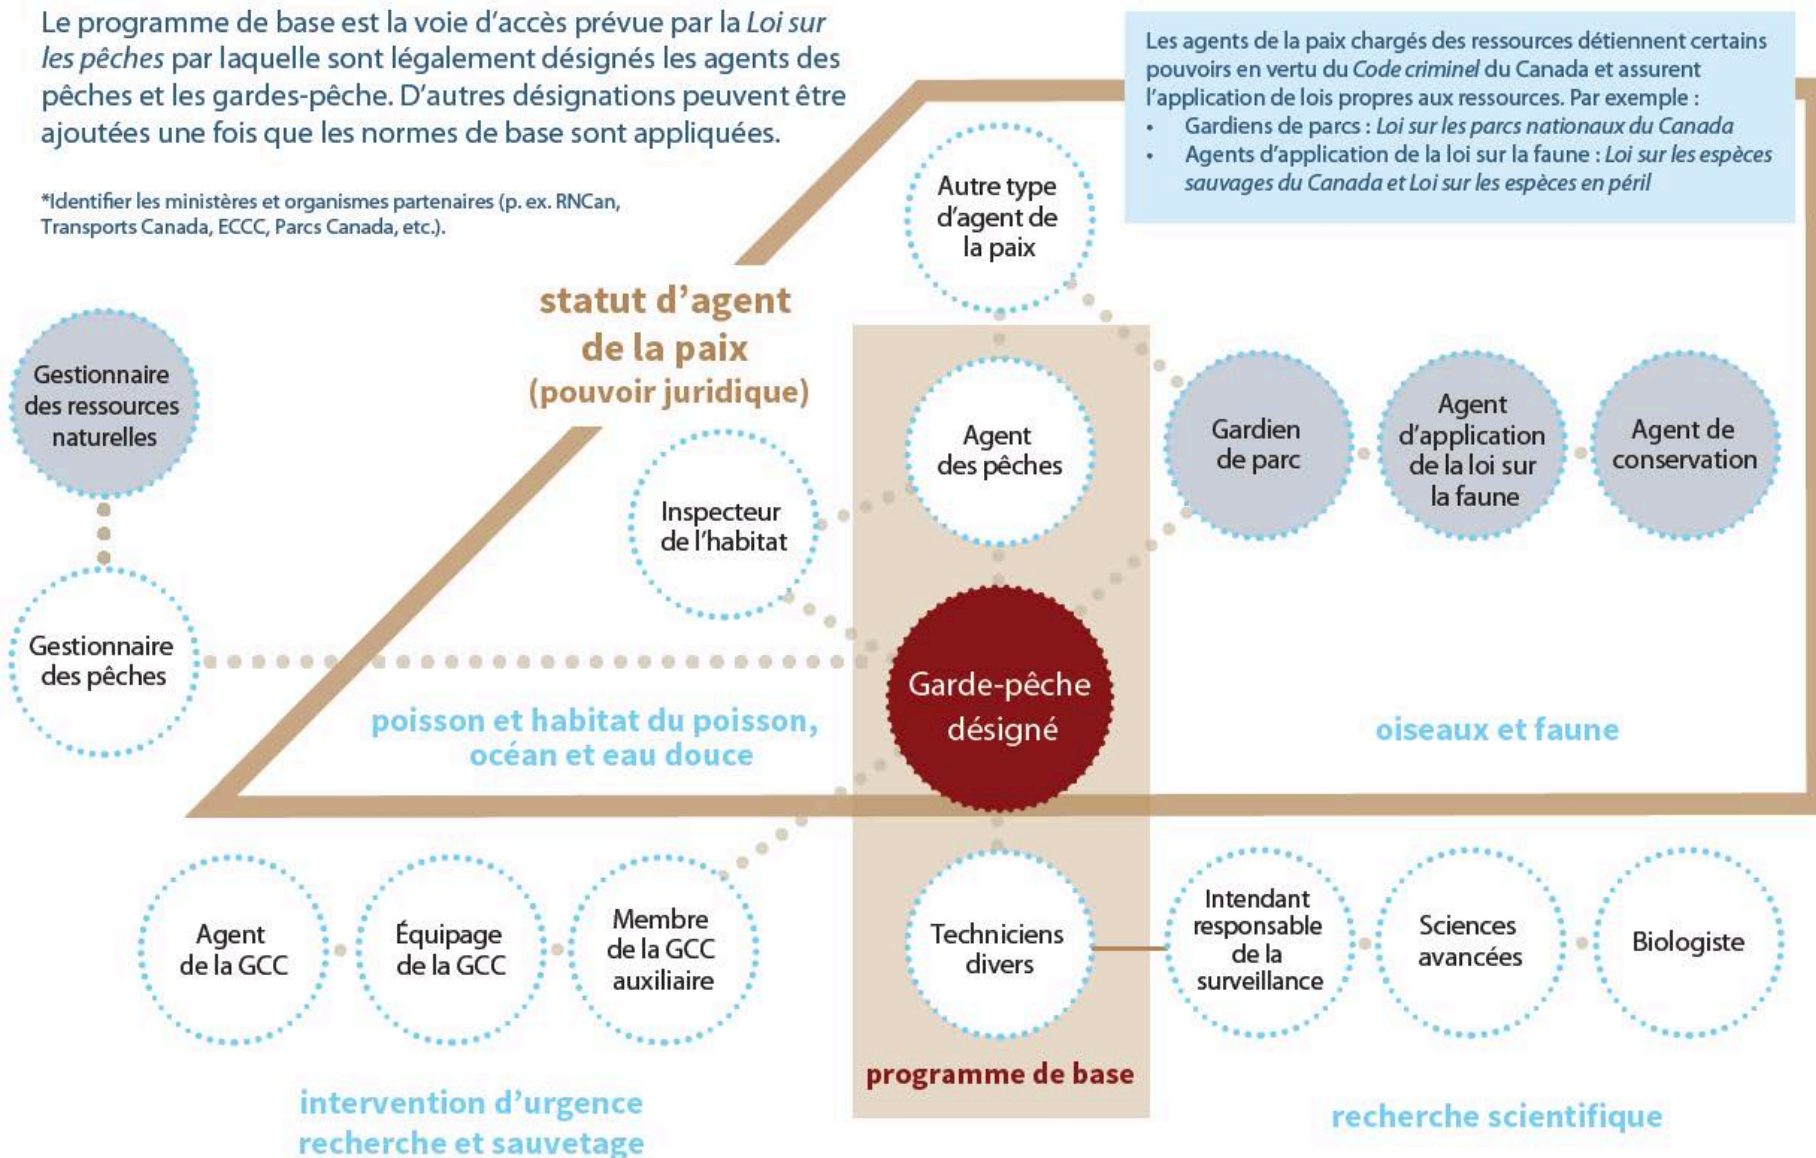 Le programme de base est la voie d’accès prévue par la Loi sur
les pêches par laquelle sont légalement désignés les agents des
pêches et les gardes-pêche. D’autres désignations peuvent être
ajoutées une fois que les normes de base sont appliquées.
*Identifier les ministères et organismes partenaires (p. ex. RNCan,
Transports Canada, ECCC, Parcs Canada, etc.).
Les agents de la paix chargés des ressources détiennent certains
pouvoirs en vertu du Code criminel du Canada et assurent
l’application de lois propres aux ressources. Par exemple :
• Gardiens de parcs : Loi sur les parcs nationaux du Canada
• Agents d’application de la loi sur la faune : Loi sur les espèces
sauvages du Canada et Loi sur les espèces en péril
Autre type
d’agent de
la paix
statut d’agent
de la paix
(pouvoir juridique)
Gestionnaire
des ressources
naturelles
Agent
des pêches
Gardien
de parc
Agent
d’application
de la loi sur
la faune
Agent de
conservation
Inspecteur
de l’habitat
Gestionnaire
des pêches
Garde-pêche
désigné
poisson et habitat du poisson,
océan et eau douce
oiseaux et faune
Agent
de la GCC
Équipage
de la GCC
Membre
de la GCC
auxiliaire
Techniciens
divers
Intendant
responsable
de la
surveillance
Sciences
avancées
Biologiste
programme de base
intervention d’urgence
recherche et sauvetage
recherche scientifique